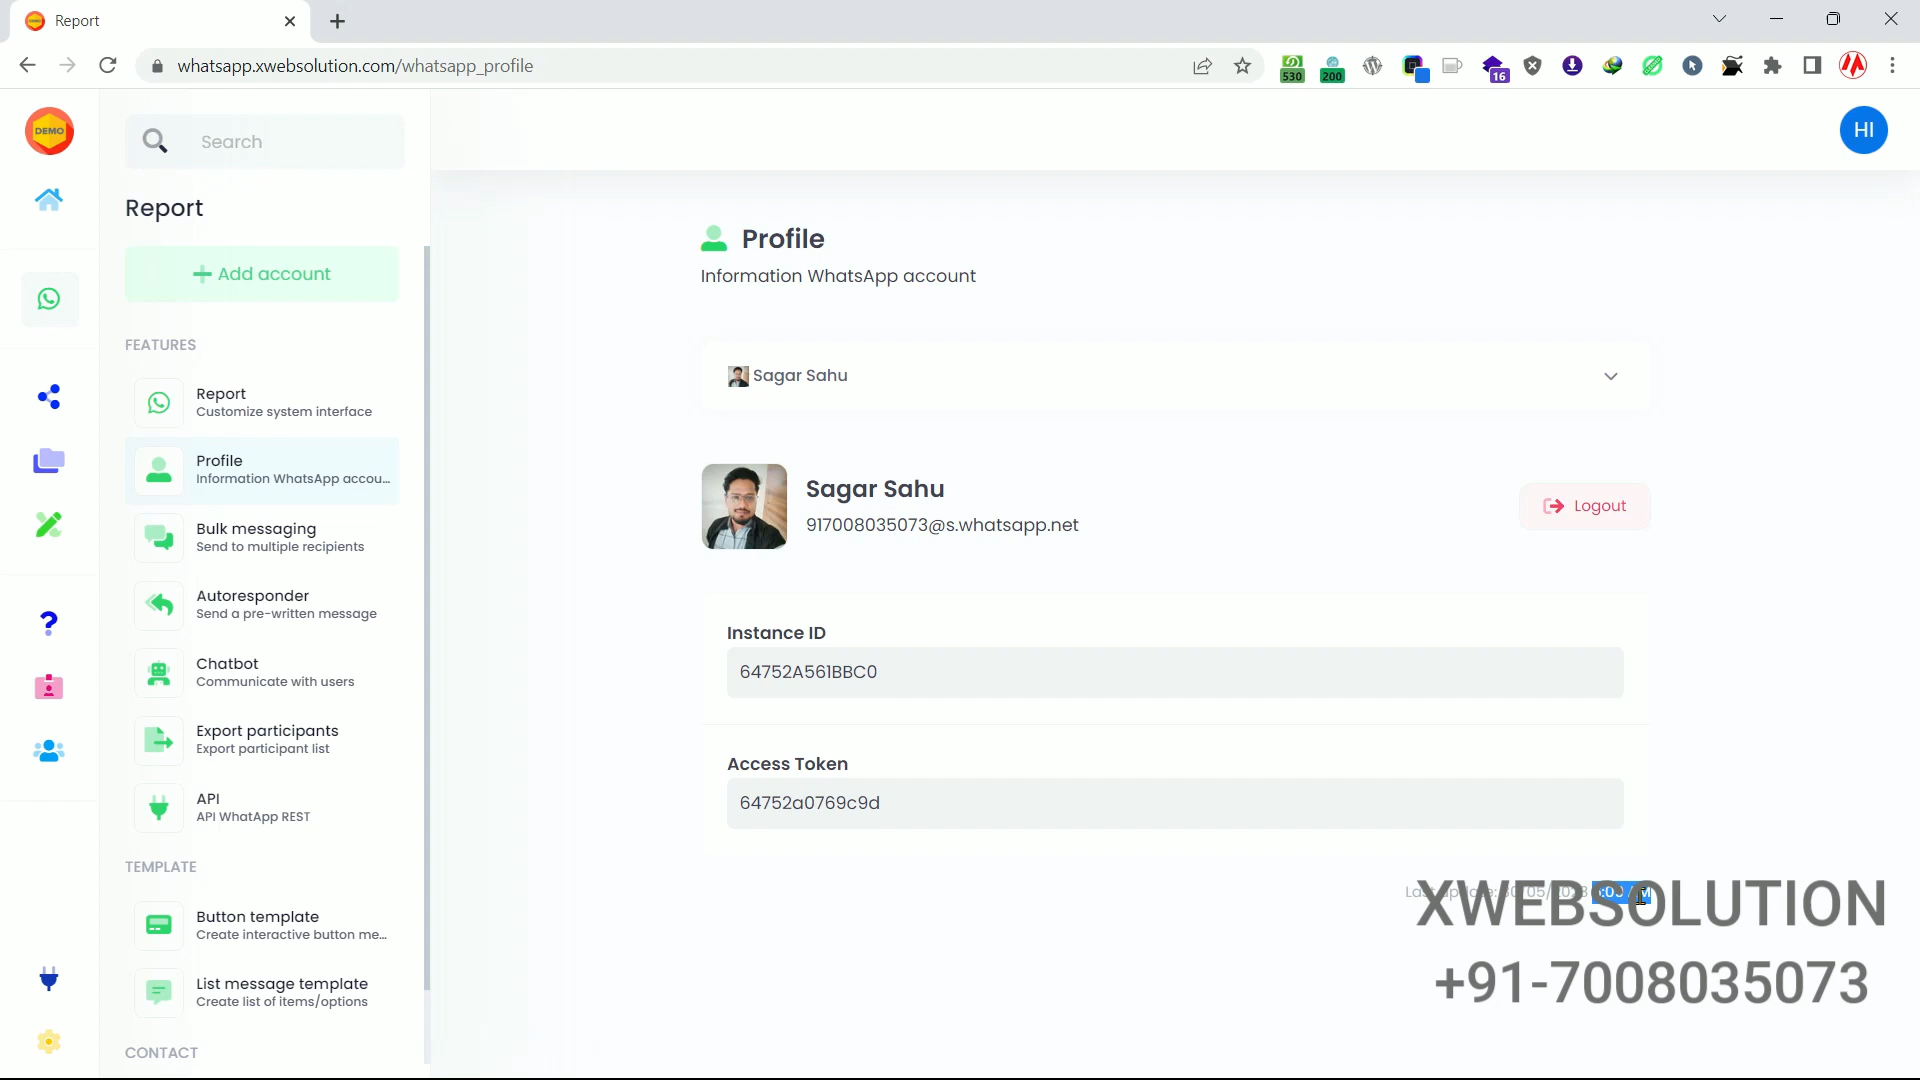 Report
whatsapp.xwebsolution.com/whatsapp_profile
530
200
16
DEMO
Search
HI
Report
Add account
FEATURES
Report
Customize system interface
Profile
Information WhatsApp accou...
Bulk messaging
Send to multiple recipients
Autoresponder
Send a pre-written message
Chatbot
Communicate with users
Export participants
Export participant list
API
API WhatApp REST
TEMPLATE
Button template
Create interactive button me...
List message template
Create list of items/options
CONTACT
Profile
Information WhatsApp account
Sagar Sahu
Sagar Sahu
917008035073@s.whatsapp.net
Logout
Instance ID
64752A561BBC0
Access Token
64752a0769c9d
Last update:
XWEBSOLUTION
+91-7008035073